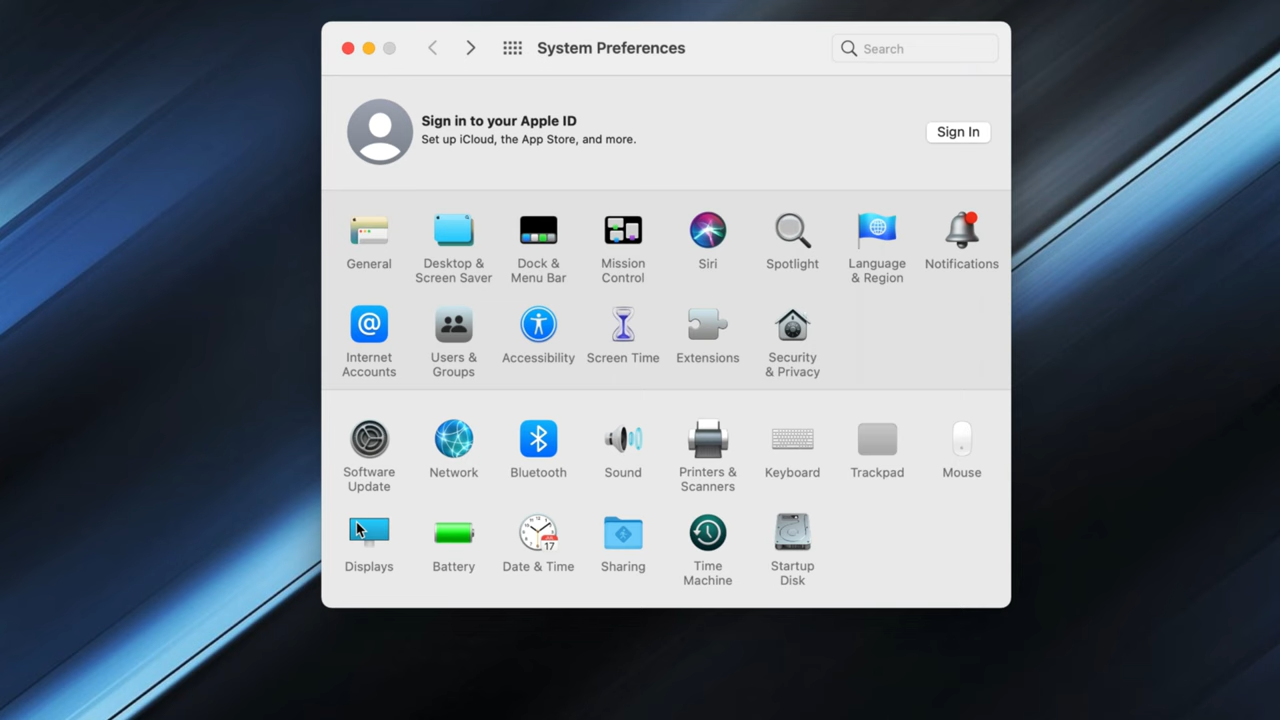 System Preferences
Search
Sign in to your Apple ID
Set up iCloud, the App Store, and more.
Sign In
General
Desktop &
Screen Saver
Dock &
Menu Bar
Mission
Control
Siri
Spotlight
Language
& Region
Notifications
Internet
Accounts
Users &
Groups
Accessibility
Screen Time
Extensions
Security
& Privacy
Software
Update
Network
Bluetooth
Sound
Printers &
Scanners
Keyboard
Trackpad
Mouse
Displays
Battery
17
Date & Time
Sharing
Time
Machine
Startup
Disk